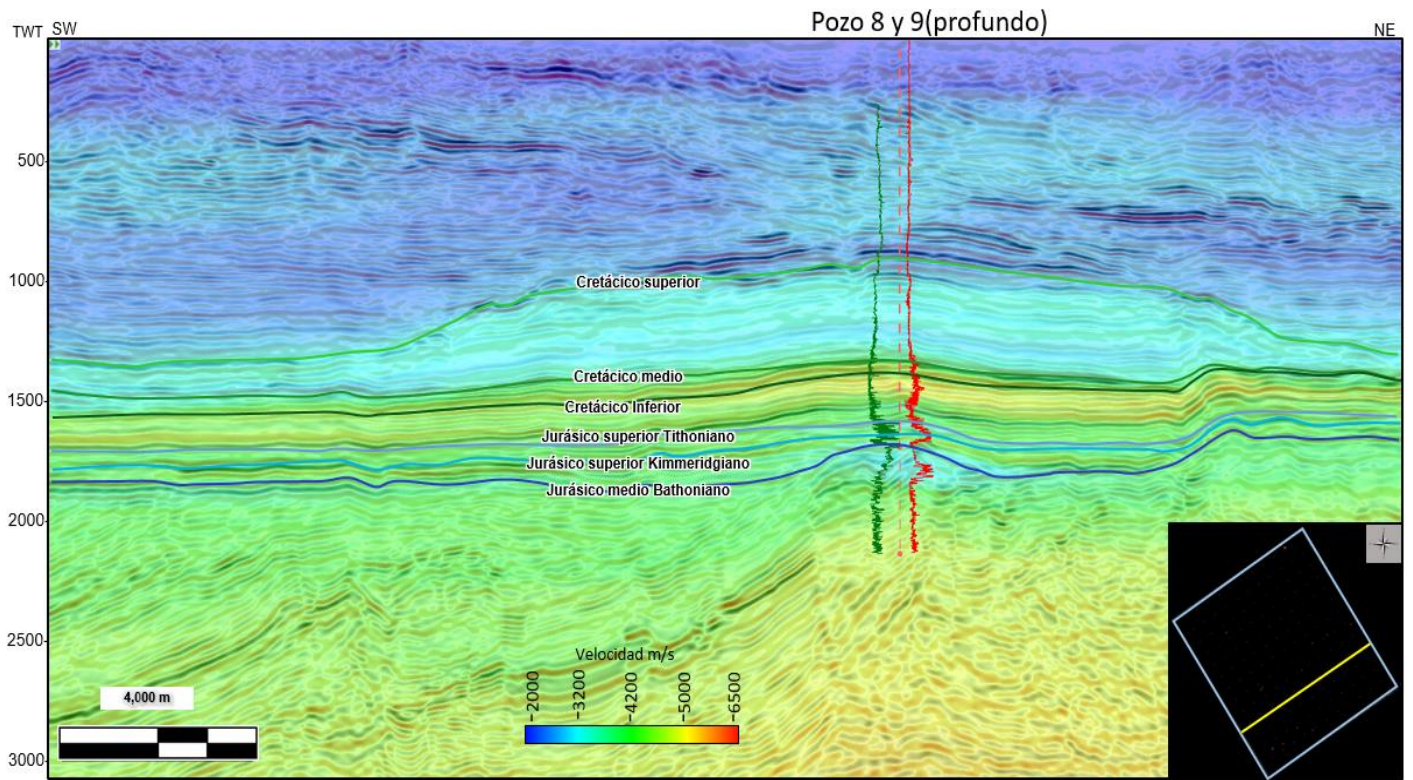 Pozo 8 y 9(profundo)
TWT SW NE
500
1000
Cretácico superior
Cretácico medio
1500
Cretácico Inferior
Jurásico superior Tithoniano
Jurásico superior Kimmeridgiano
Jurásico medio Bathoniano
2000
2500
Velocidad m/s
-2000
-3200
-4200
-5000
-6500
4,000 m
3000